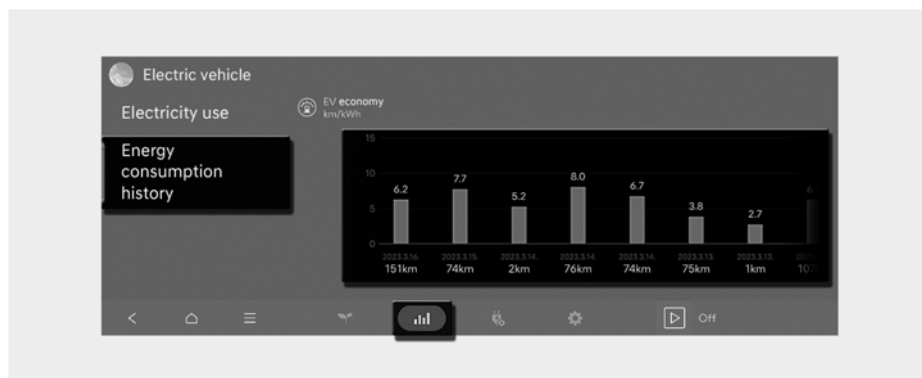 Electric vehicle
Electricity use
EV economy
km/kWh
Energy
consumption
history
15
10
5
0
6.2 7.7 5.2 8.0 6.7 3.8 2.7
2023.3.16. 2023.3.15. 2023.3.14. 2023.3.14. 2023.3.14. 2023.3.13. 2023.3.13.
151km 74km 2km 76km 74km 75km 1km
Off